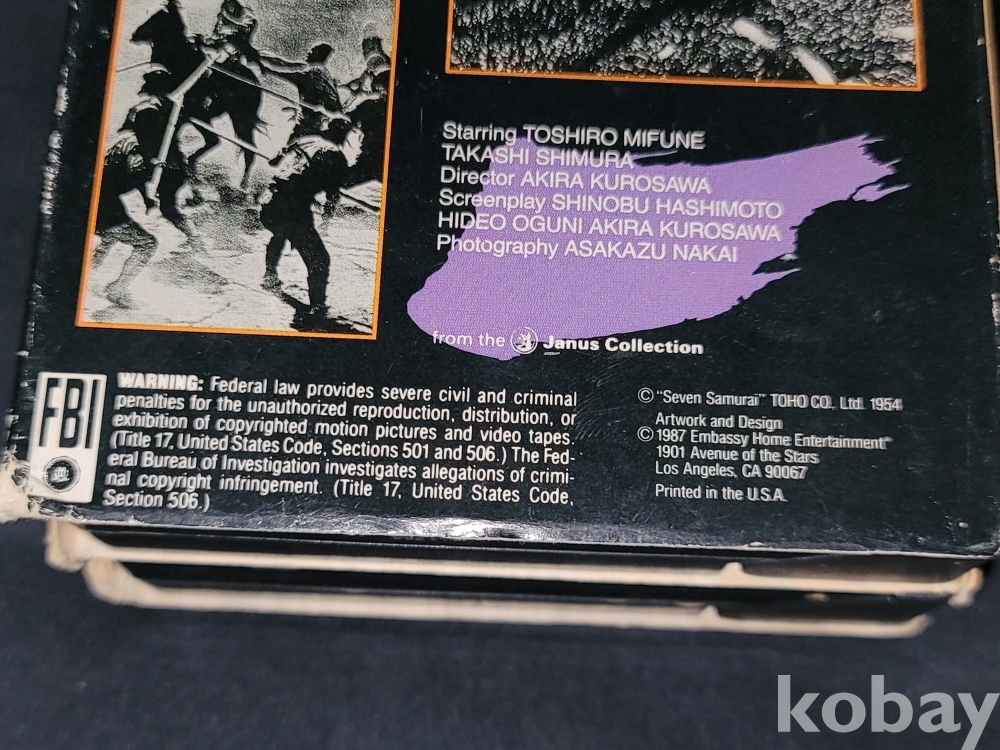 Starring TOSHIRO MIFUNE
TAKASHI SHIMURA
Director AKIRA KUROSAWA
Screenplay SHINOBU HASHIMOTO
HIDEO OGUNI AKIRA KUROSAWA
Photography ASAKAZU NAKAI
from the Janus Collection
FBI
WARNING: Federal law provides severe civil and criminal
penalties for the unauthorized reproduction, distribution, or
exhibition of copyrighted motion pictures and video tapes.
(Title 17, United States Code, Sections 501 and 506.) The Fed-
eral Bureau of Investigation investigates allegations of crimi-
nal copyright infringement. (Title 17, United States Code,
Section 506.)
© "Seven Samurai" TOHO CO. Ltd. 1954
Artwork and Design
© 1987 Embassy Home Entertainment
1901 Avenue of the Stars
Los Angeles, CA 90067
Printed in the U.S.A.
kobay